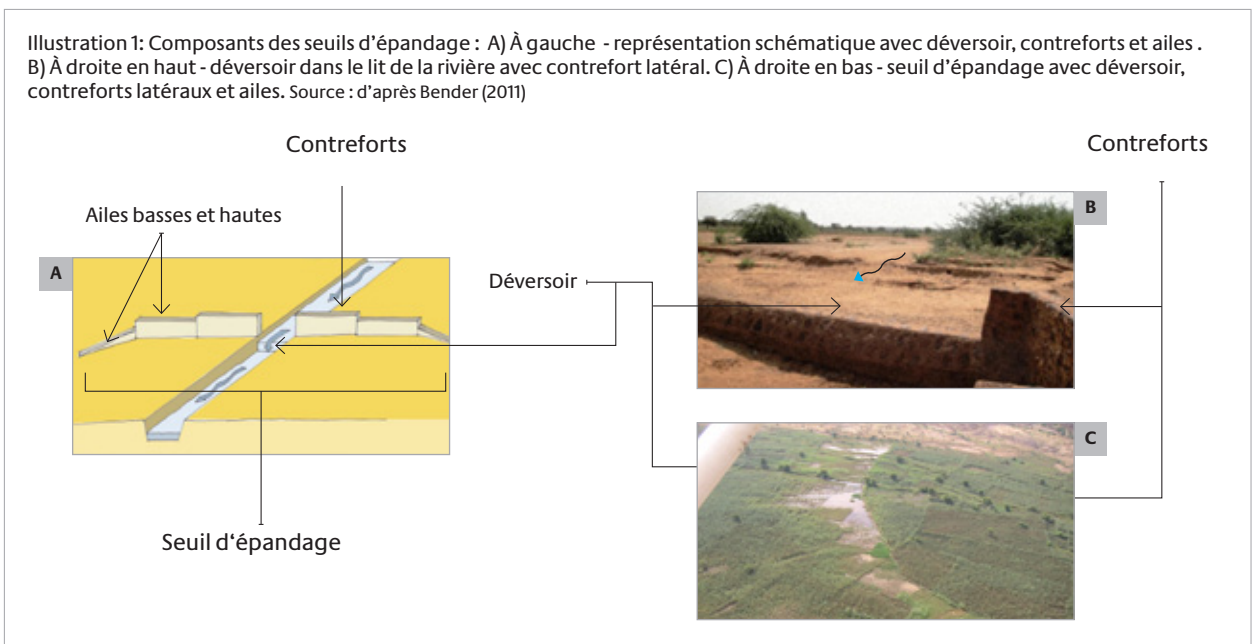 Illustration 1: Composants des seuils d'épandage : A) À gauche - représentation schématique avec déversoir, contreforts et ailes .
B) À droite en haut - déversoir dans le lit de la rivière avec contrefort latéral. C) À droite en bas - seuil d'épandage avec déversoir,
contreforts latéraux et ailes. Source : d'après Bender (2011)
Contreforts
Contreforts
Ailes basses et hautes
B
A
Déversoir
C
Seuil d'épandage